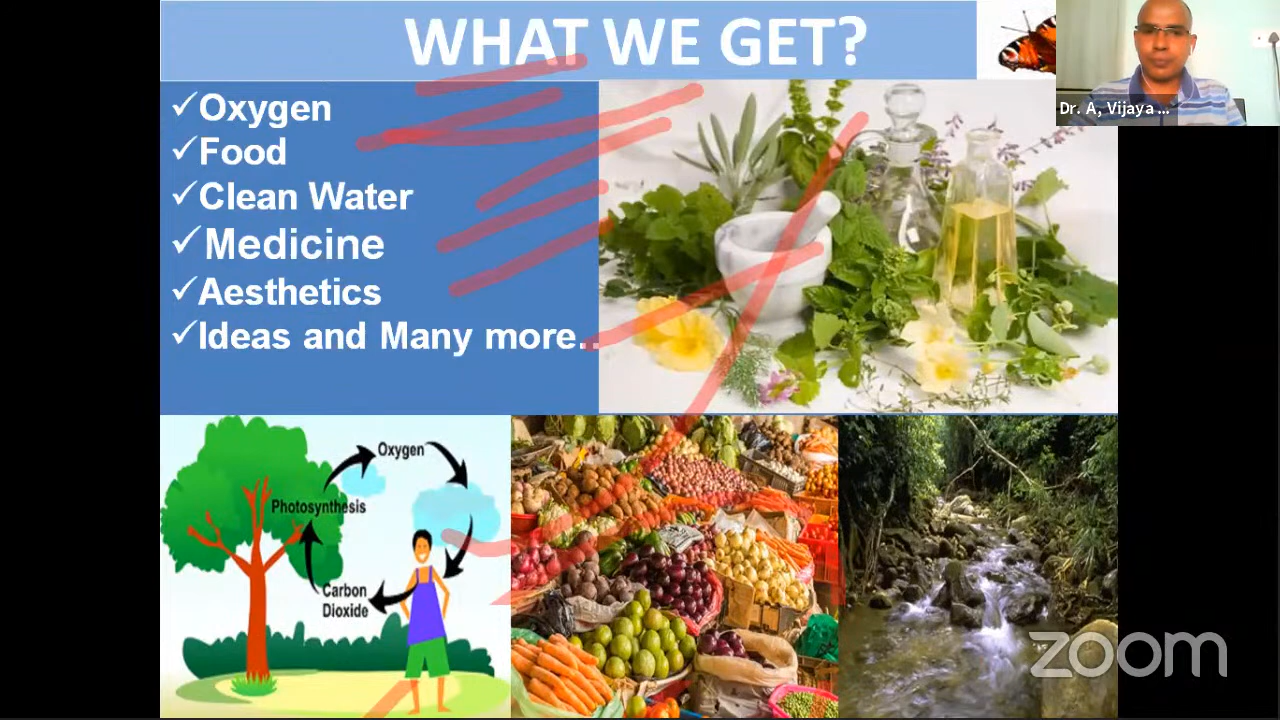 WHAT WE GET?
✓Oxygen
✓Food
✓Clean Water
✓Medicine
✓Aesthetics
✓Ideas and Many more..
Dr. A, Vijaya ...
Oxygen
Photosynthesis
Carbon
Dioxide
zoom